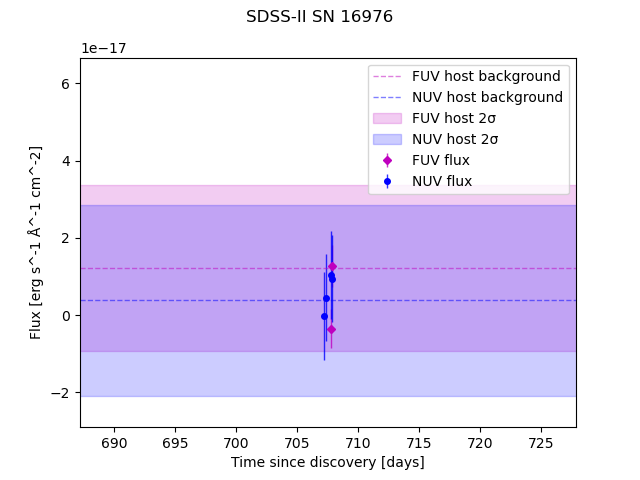 SDSS-II SN 16976
1e−17
FUV host background
NUV host background
FUV host 2σ
NUV host 2σ
FUV flux
NUV flux
6
4
2
0
−2
Flux [erg s^-1 Å^-1 cm^-2]
690 695 700 705 710 715 720 725
Time since discovery [days]